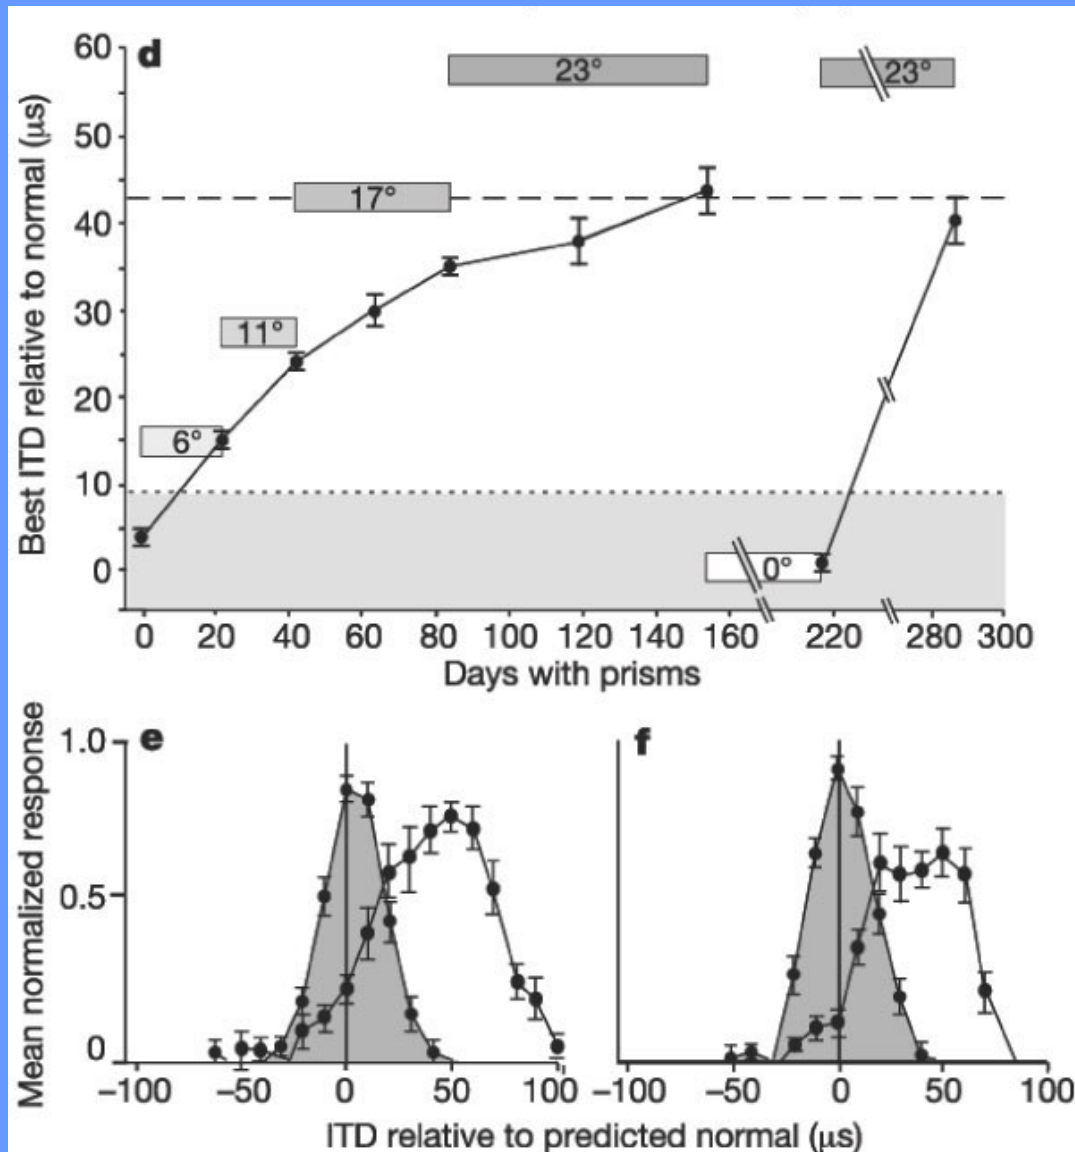 d
Best ITD relative to normal (μs)
60
50
40
30
20
10
0
23°
23°
17°
11°
6°
0°
0 20 40 60 80 100 120 140 160 220 280 300
Days with prisms
e
f
Mean normalized response
1.0
0.5
0
−100 −50 0 50 100 −100 −50 0 50 100
ITD relative to predicted normal (μs)